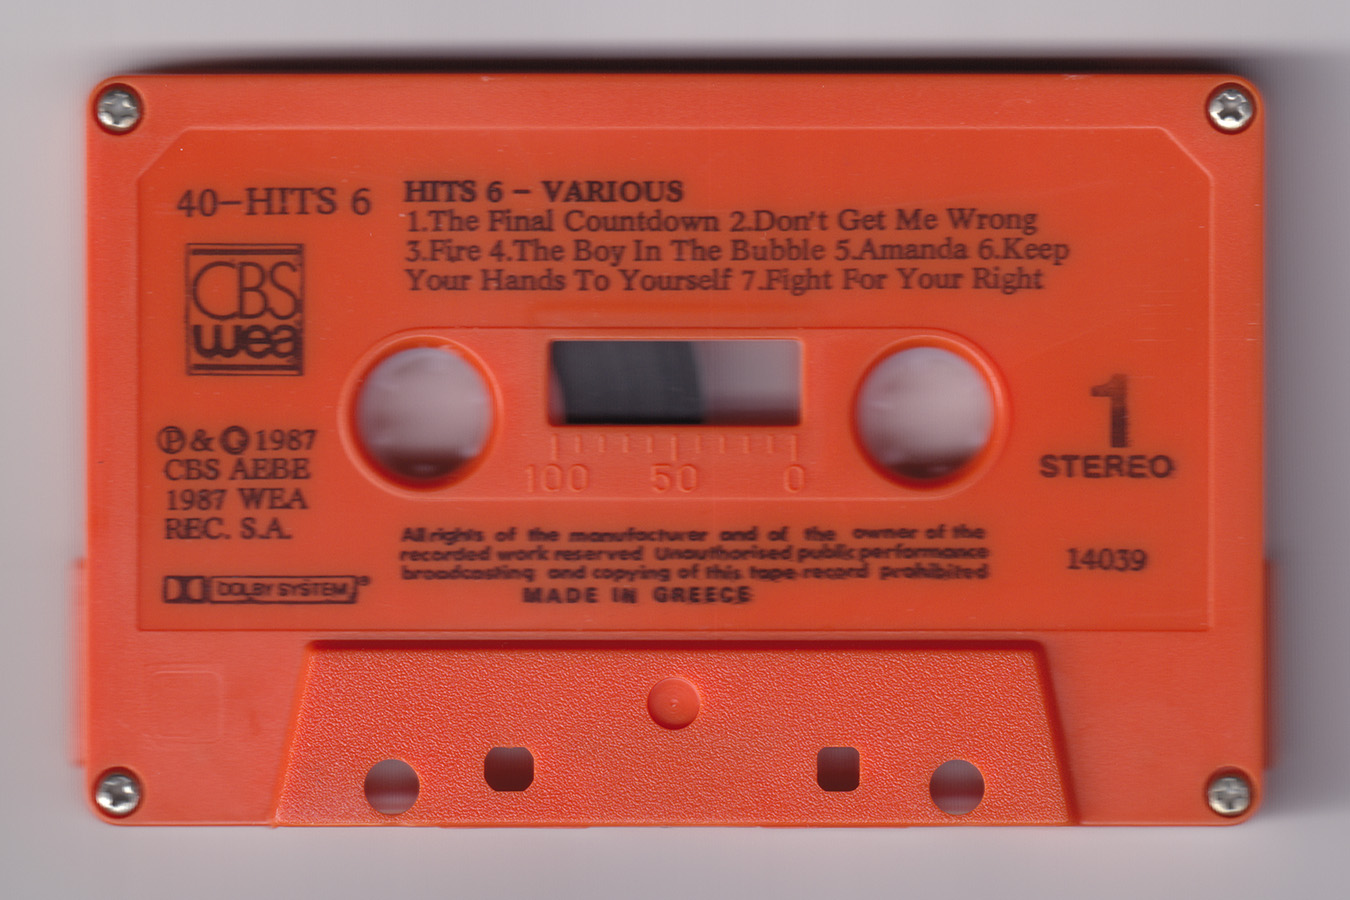 40-HITS 6
HITS 6 - VARIOUS
1.The Final Countdown 2.Don't Get Me Wrong
3.Fire 4.The Boy In The Bubble 5.Amanda 6.Keep
Your Hands To Yourself 7.Fight For Your Right
CBS
wea
100 50 0
1
STEREO
℗ & © 1987
CBS AEBE
1987 WEA
REC. S.A.
DOLBY SYSTEM®
All rights of the manufacturer and of the owner of the
recorded work reserved Unauthorised public performance
broadcasting and copying of this tape-record prohibited
MADE IN GREECE
14039